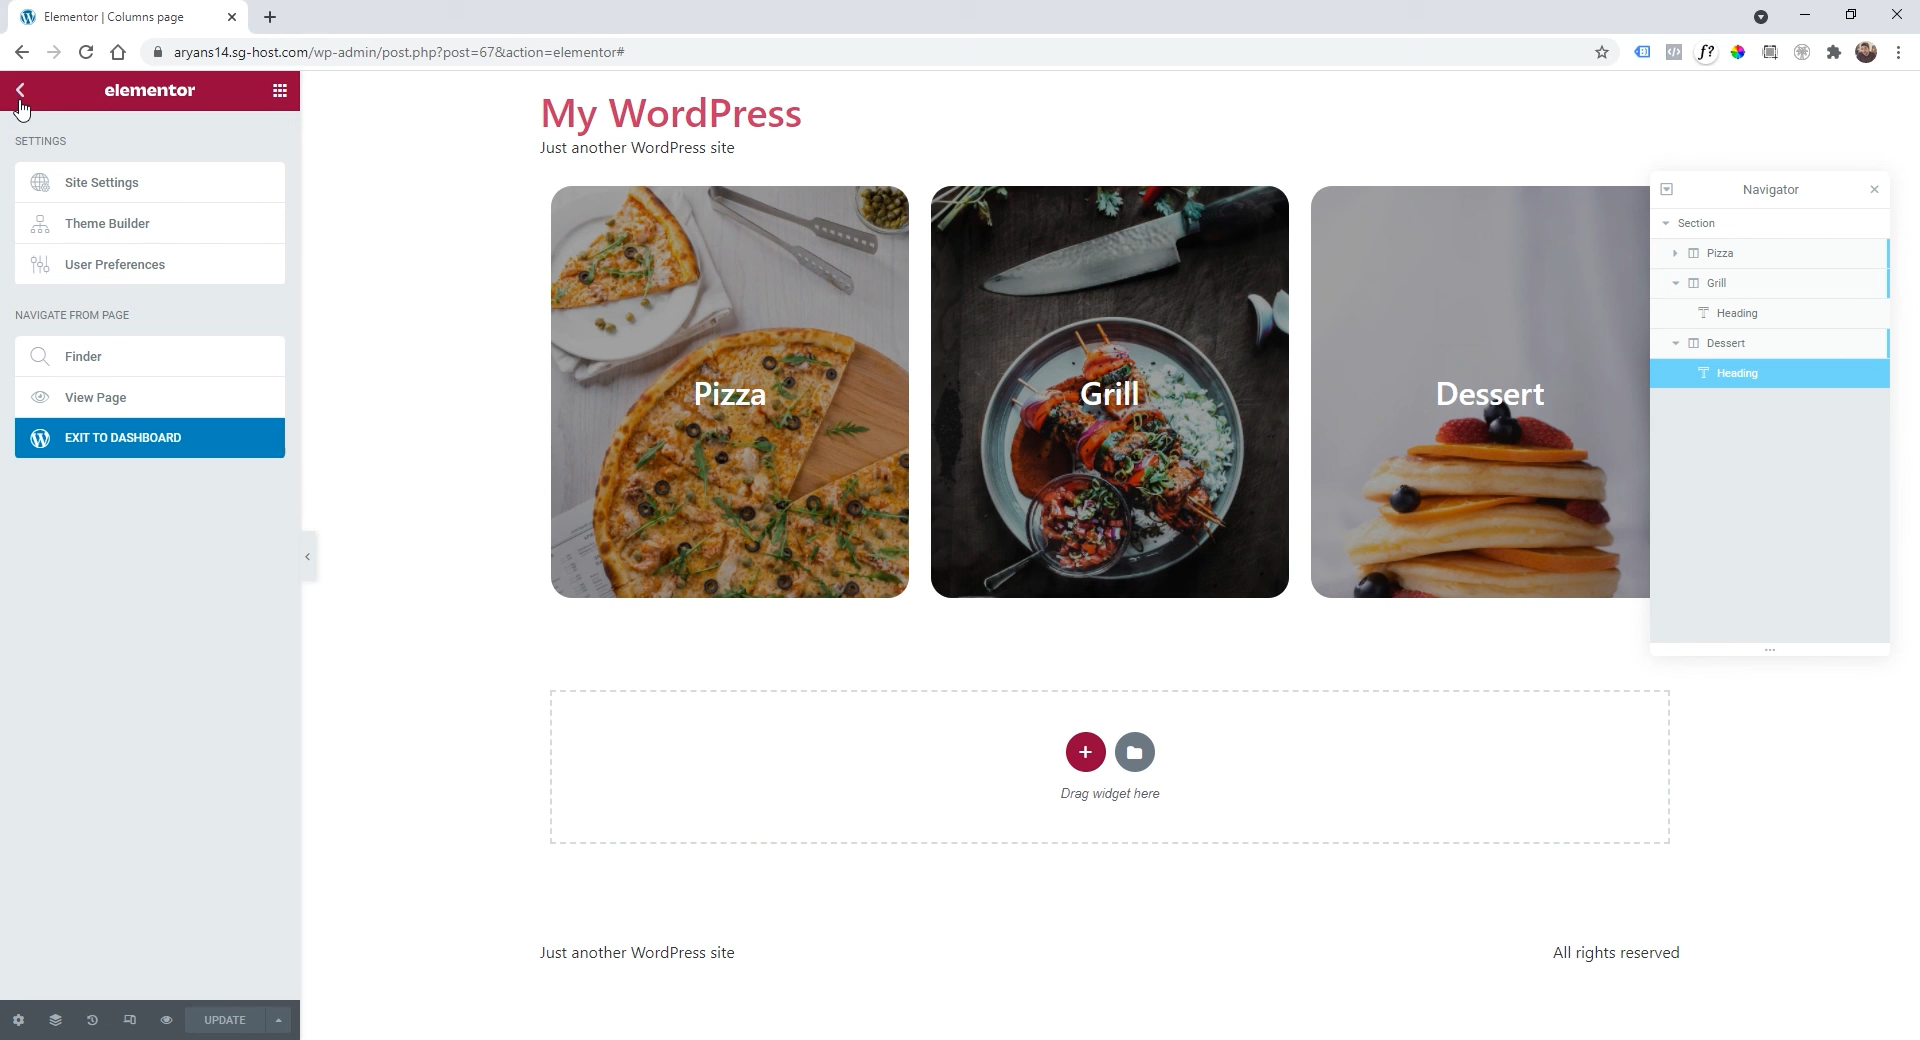 Elementor | Columns page
aryans14.sg-host.com/wp-admin/post.php?post=67&action=elementor#
f?
elementor
SETTINGS
Site Settings
Theme Builder
User Preferences
NAVIGATE FROM PAGE
Finder
View Page
EXIT TO DASHBOARD
UPDATE
My WordPress
Just another WordPress site
Pizza
Grill
Dessert
Navigator
Section
Pizza
Grill
Heading
Dessert
Heading
Drag widget here
Just another WordPress site
All rights reserved